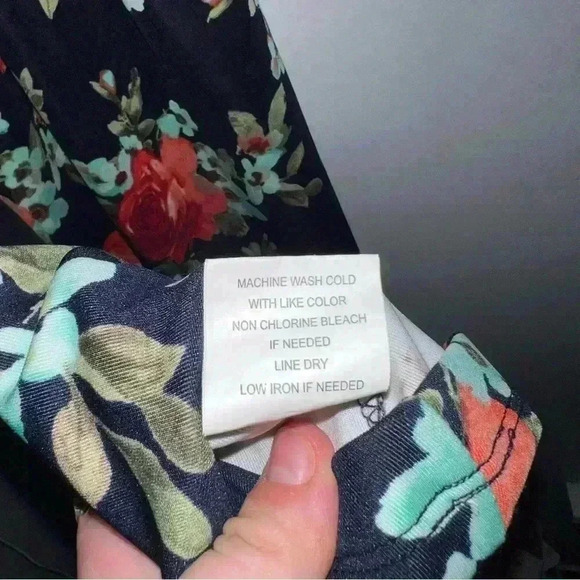 MACHINE WASH COLD
WITH LIKE COLOR
NON CHLORINE BLEACH
IF NEEDED
LINE DRY
LOW IRON IF NEEDED